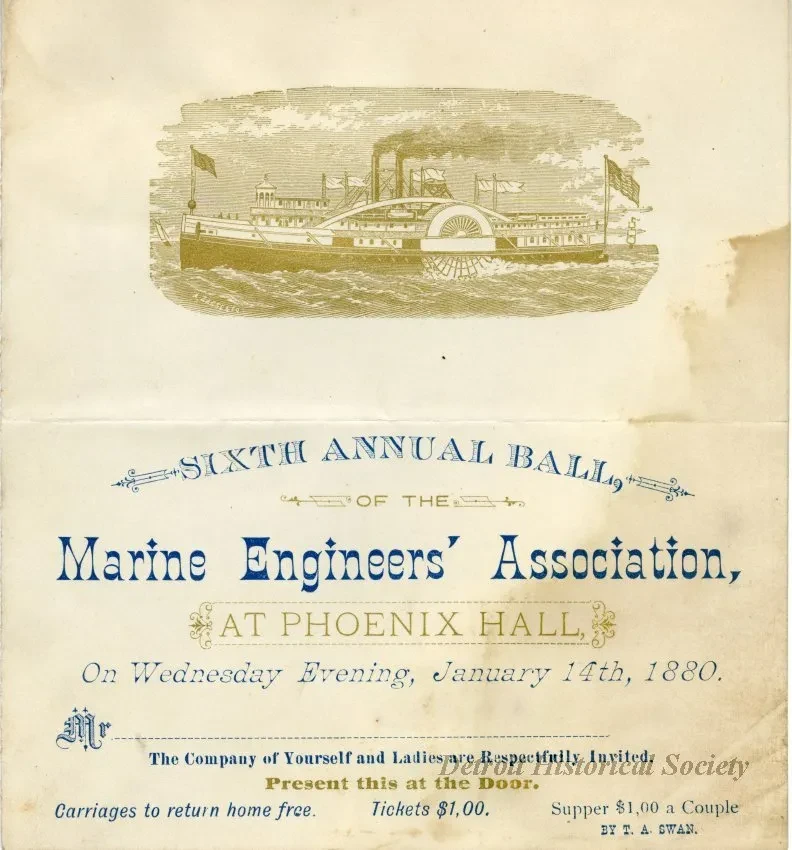 SIXTH ANNUAL BALL,
OF THE
Marine Engineers' Association,
AT PHOENIX HALL,
On Wednesday Evening, January 14th, 1880.
Mr
The Company of Yourself and Ladies are Respectfully Invited.
Detroit Historical Society
Present this at the Door.
Carriages to return home free. Tickets $1,00. Supper $1,00 a Couple
BY T. A. SWAN.